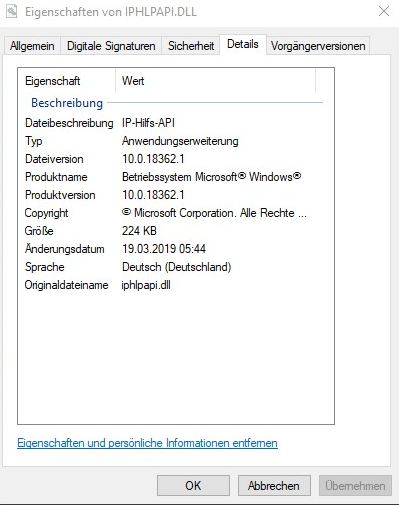 Eigenschaften von IPHLPAPI.DLL
Allgemein Digitale Signaturen Sicherheit Details Vorgängerversionen
Eigenschaft Wert
Beschreibung
Dateibeschreibung IP-Hilfs-API
Typ Anwendungserweiterung
Dateiversion 10.0.18362.1
Produktname Betriebssystem Microsoft® Windows®
Produktversion 10.0.18362.1
Copyright © Microsoft Corporation. Alle Rechte ...
Größe 224 KB
Änderungsdatum 19.03.2019 05:44
Sprache Deutsch (Deutschland)
Originaldateiname iphlpapi.dll
Eigenschaften und persönliche Informationen entfernen
OK Abbrechen Übernehmen